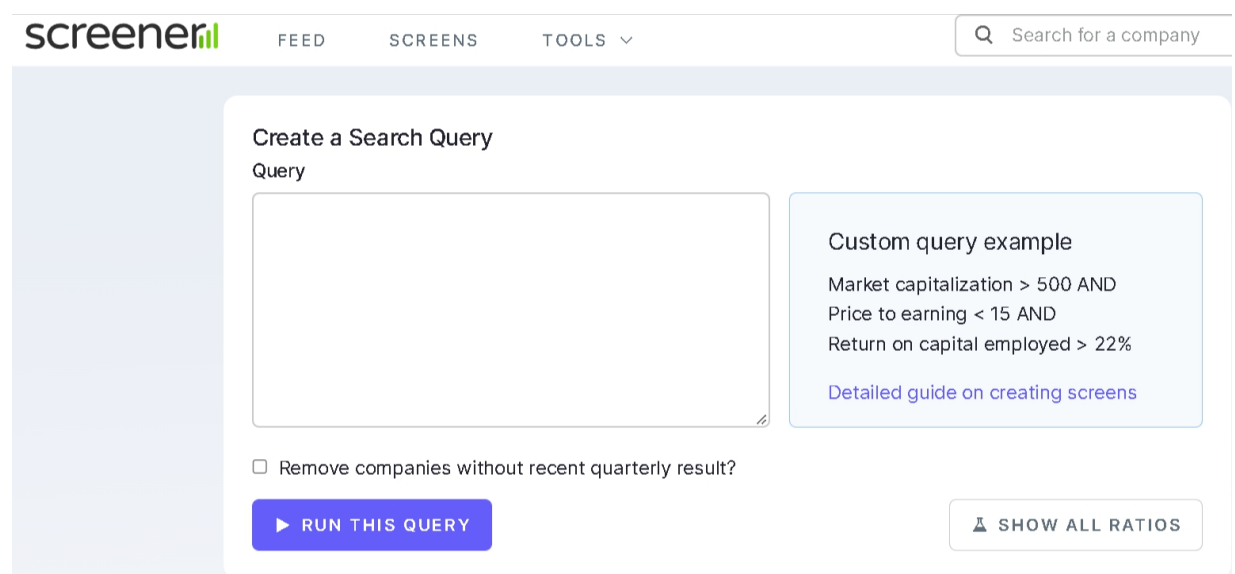 screener
FEED
SCREENS
TOOLS
Search for a company
Create a Search Query
Query
Custom query example
Market capitalization > 500 AND
Price to earning < 15 AND
Return on capital employed > 22%
Detailed guide on creating screens
Remove companies without recent quarterly result?
RUN THIS QUERY
SHOW ALL RATIOS